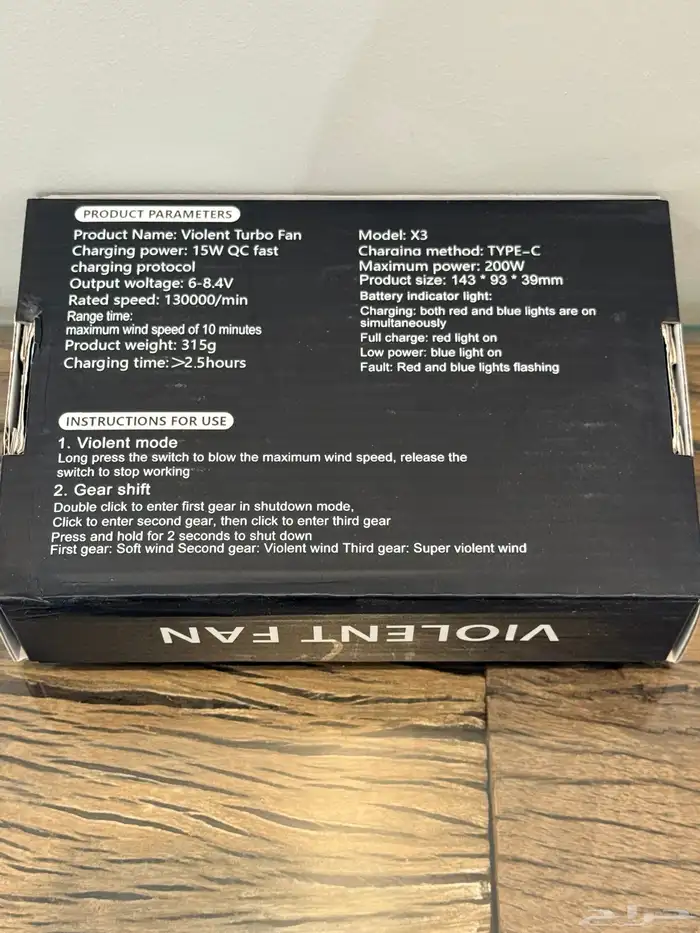 PRODUCT PARAMETERS
Product Name: Violent Turbo Fan
Charging power: 15W QC fast
charging protocol
Output woltage: 6-8.4V
Rated speed: 130000/min
Range time:
maximum wind speed of 10 minutes
Product weight: 315g
Charging time:＞2.5hours
Model: X3
Charging method: TYPE-C
Maximum power: 200W
Product size: 143 * 93 * 39mm
Battery indicator light:
Charging: both red and blue lights are on
simultaneously
Full charge: red light on
Low power: blue light on
Fault: Red and blue lights flashing
INSTRUCTIONS FOR USE
1. Violent mode
Long press the switch to blow the maximum wind speed, release the
switch to stop working
2. Gear shift
Double click to enter first gear in shutdown mode,
Click to enter second gear, then click to enter third gear
Press and hold for 2 seconds to shut down
First gear: Soft wind Second gear: Violent wind Third gear: Super violent wind
VIOLENT FAN
حراج